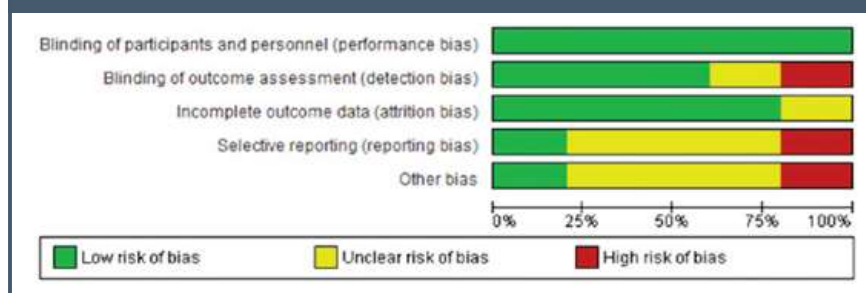 Blinding of participants and personnel (performance bias)
Blinding of outcome assessment (detection bias)
Incomplete outcome data (attrition bias)
Selective reporting (reporting bias)
Other bias
0% 25% 50% 75% 100%
Low risk of bias Unclear risk of bias High risk of bias